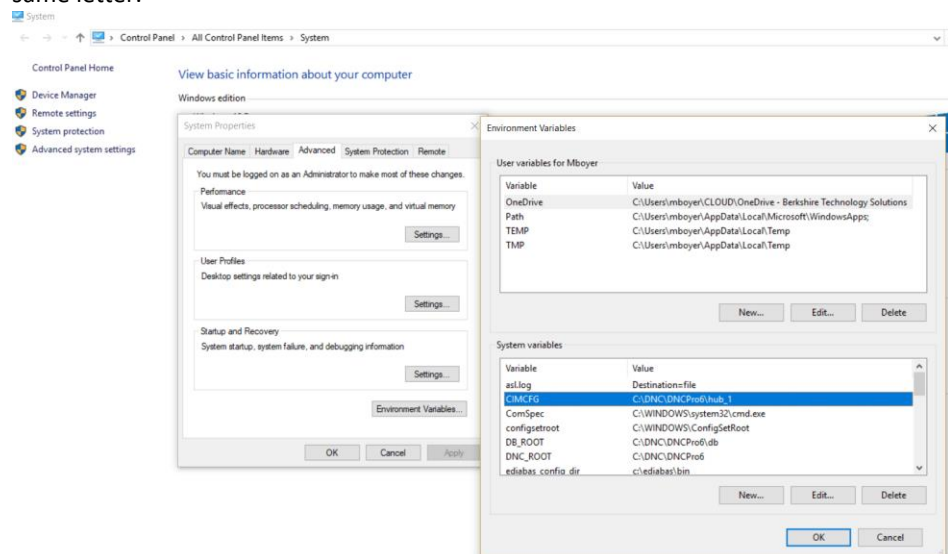 same letter.
System
Control Panel > All Control Panel Items > System
Control Panel Home
Device Manager
Remote settings
System protection
Advanced system settings
View basic information about your computer
Windows edition
System Properties
Computer Name Hardware Advanced System Protection Remote
You must be logged on as an Administrator to make most of these changes.
Performance
Visual effects, processor scheduling, memory usage, and virtual memory
Settings...
User Profiles
Desktop settings related to your sign-in
Settings...
Startup and Recovery
System startup, system failure, and debugging information
Settings...
Environment Variables...
OK Cancel Apply
Environment Variables
User variables for Mboyer
Variable Value
OneDrive C:\Users\mboyer\CLOUD\OneDrive - Berkshire Technology Solutions
Path C:\Users\mboyer\AppData\Local\Microsoft\WindowsApps;
TEMP C:\Users\mboyer\AppData\Local\Temp
TMP C:\Users\mboyer\AppData\Local\Temp
New... Edit... Delete
System variables
Variable Value
asl.log Destination=file
CIMCFG C:\DNC\DNCPro6\hub_1
ComSpec C:\WINDOWS\system32\cmd.exe
configsetroot C:\WINDOWS\ConfigSetRoot
DB_ROOT C:\DNC\DNCPro6\db
DNC_ROOT C:\DNC\DNCPro6
ediabas_config_dir c:\ediabas\bin
New... Edit... Delete
OK Cancel